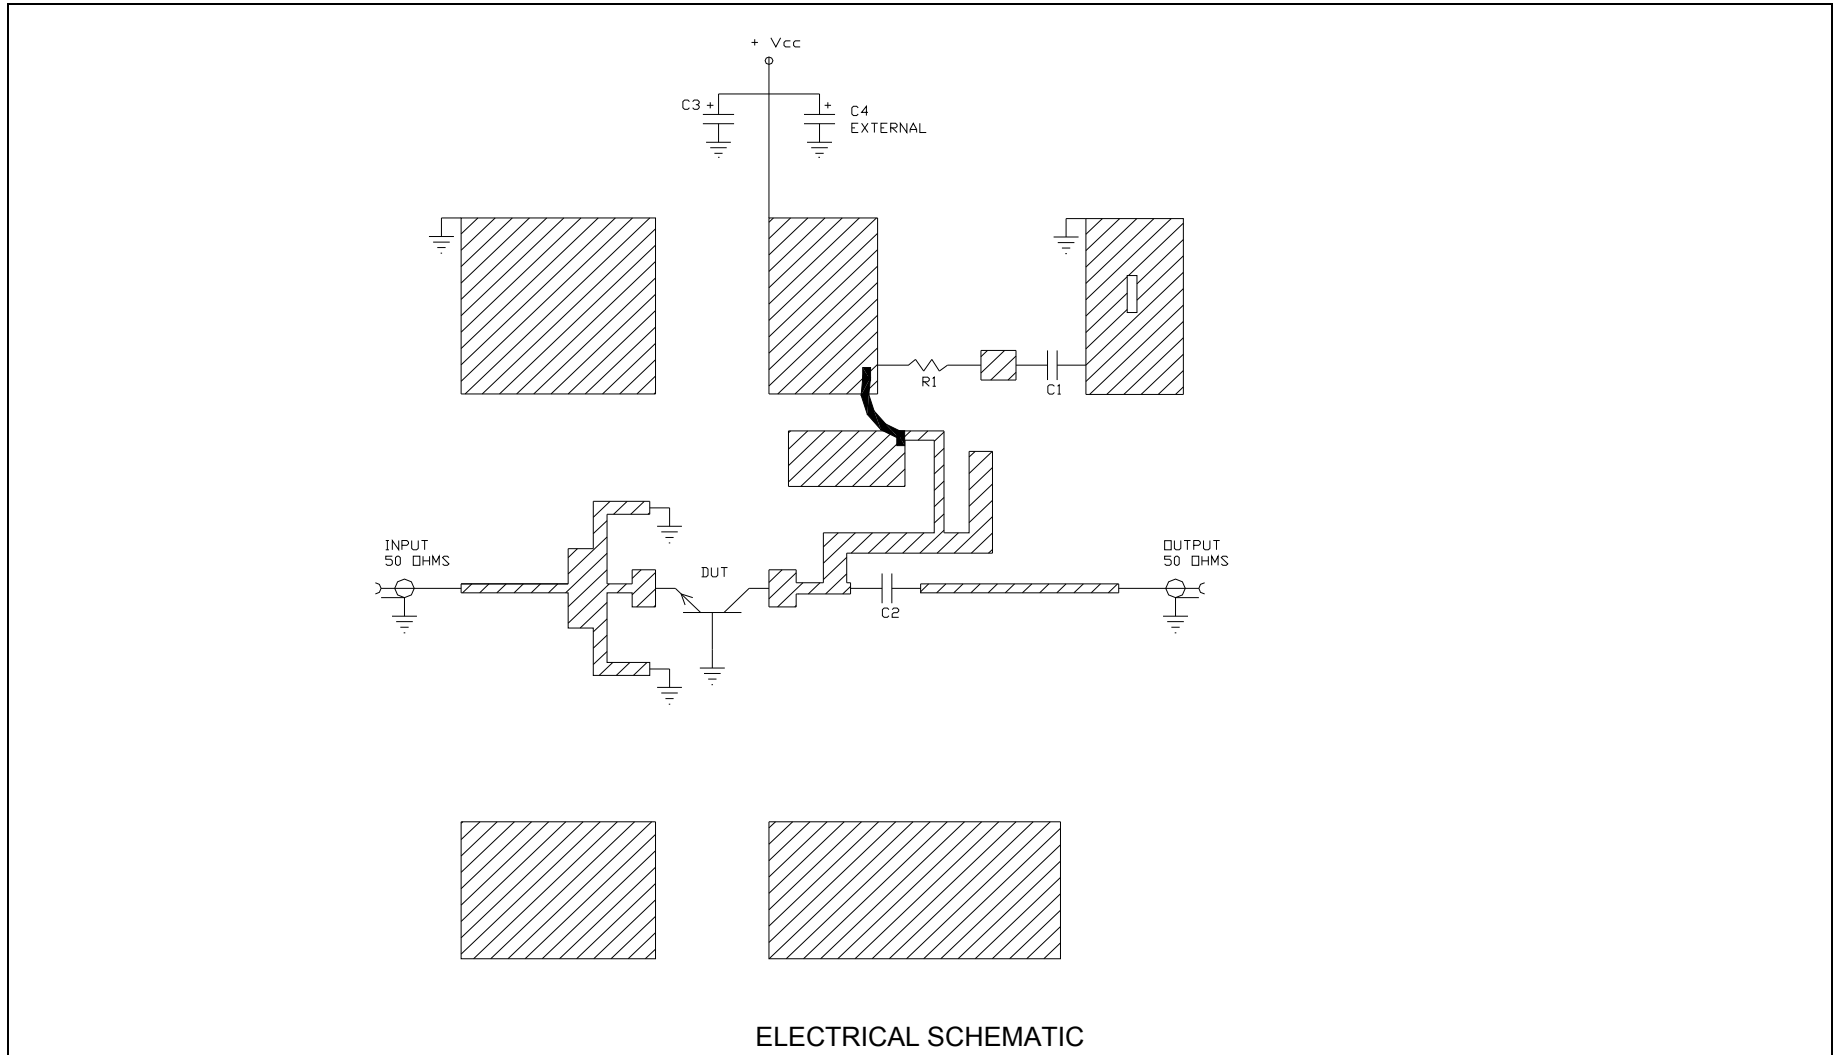 + Vcc
C3 +
+ C4
EXTERNAL
R1
C1
INPUT
50 OHMS
DUT
OUTPUT
50 OHMS
C2
ELECTRICAL SCHEMATIC